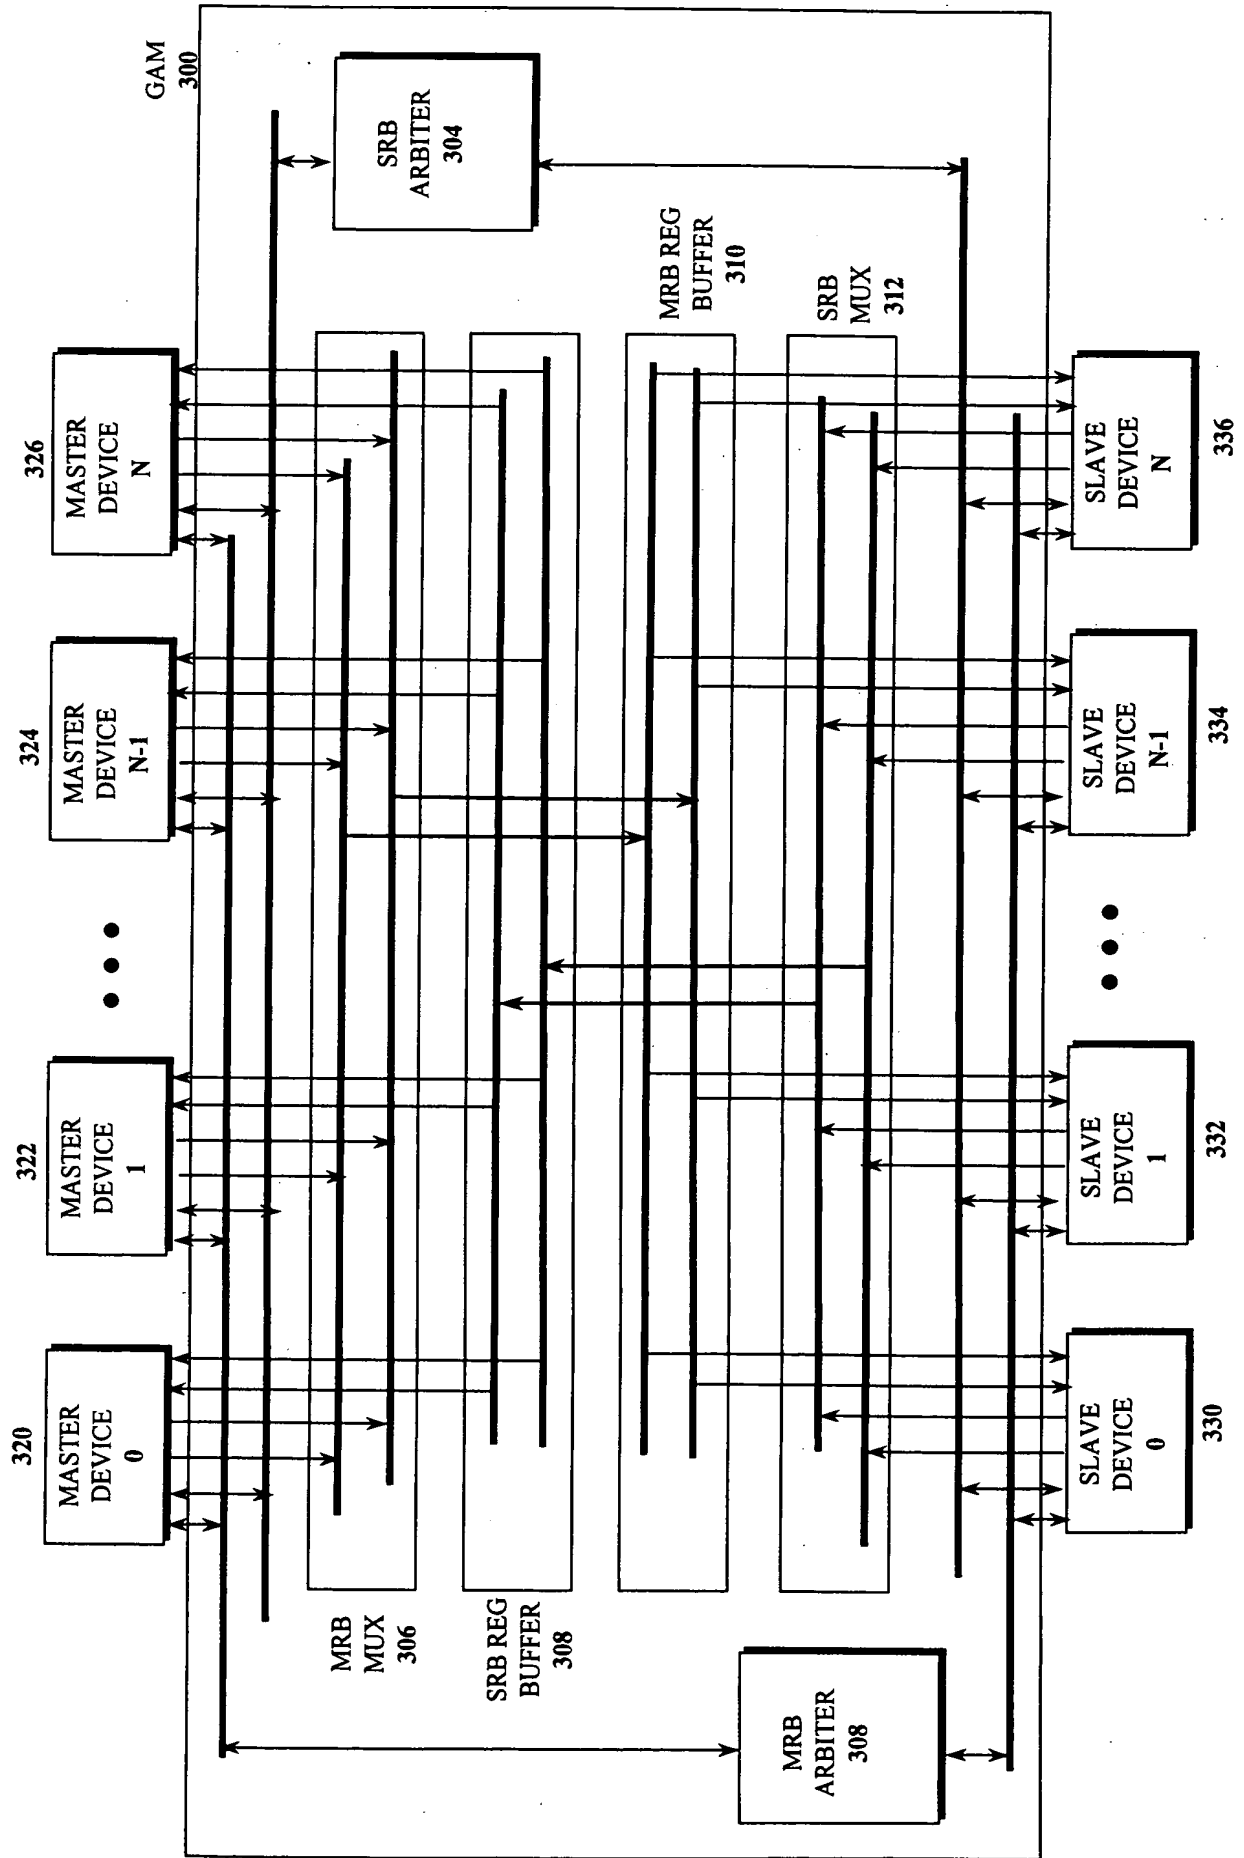 GAM
300
MASTER
DEVICE
0
320
MASTER
DEVICE
1
322
MASTER
DEVICE
N-1
324
MASTER
DEVICE
N
326
SRB
ARBITER
304
MRB
MUX
306
SRB REG
BUFFER
308
MRB REG
BUFFER
310
SRB
MUX
312
MRB
ARBITER
308
SLAVE
DEVICE
0
330
SLAVE
DEVICE
1
332
SLAVE
DEVICE
N-1
334
SLAVE
DEVICE
N
336